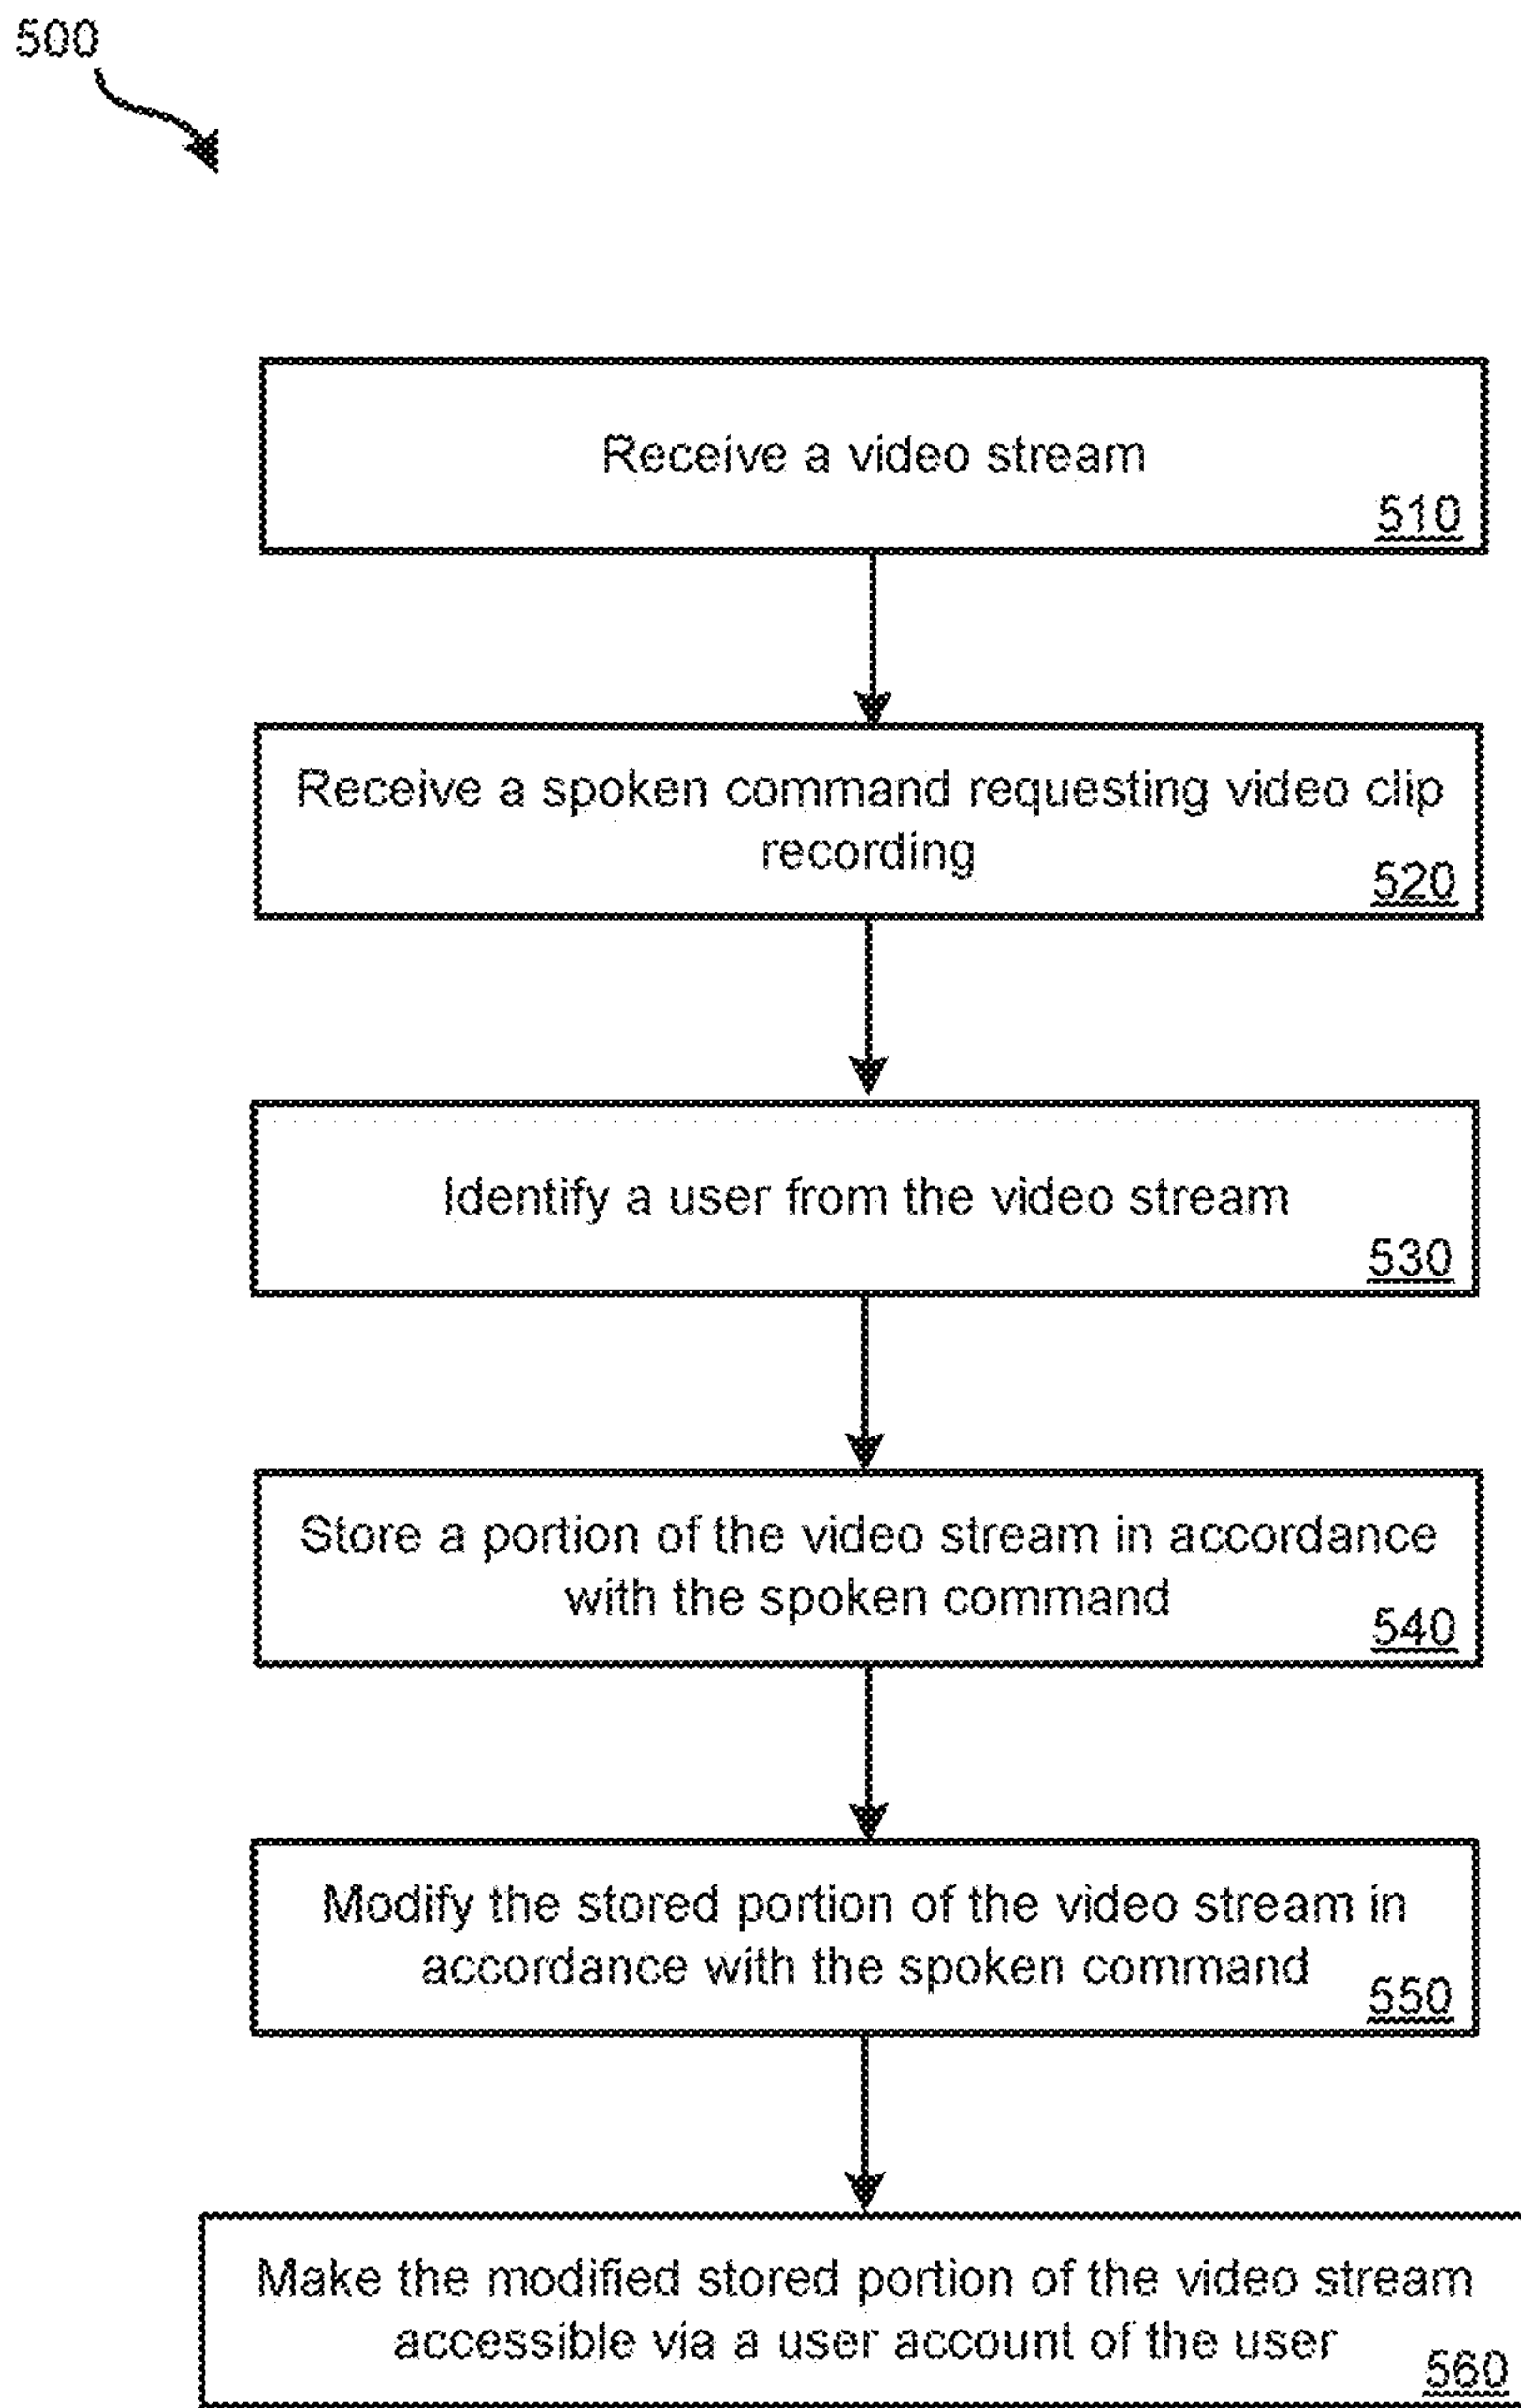 500
Receive a video stream
510
Receive a spoken command requesting video clip
recording
520
Identify a user from the video stream
530
Store a portion of the video stream in accordance
with the spoken command
540
Modify the stored portion of the video stream in
accordance with the spoken command
550
Make the modified stored portion of the video stream
accessible via a user account of the user
560